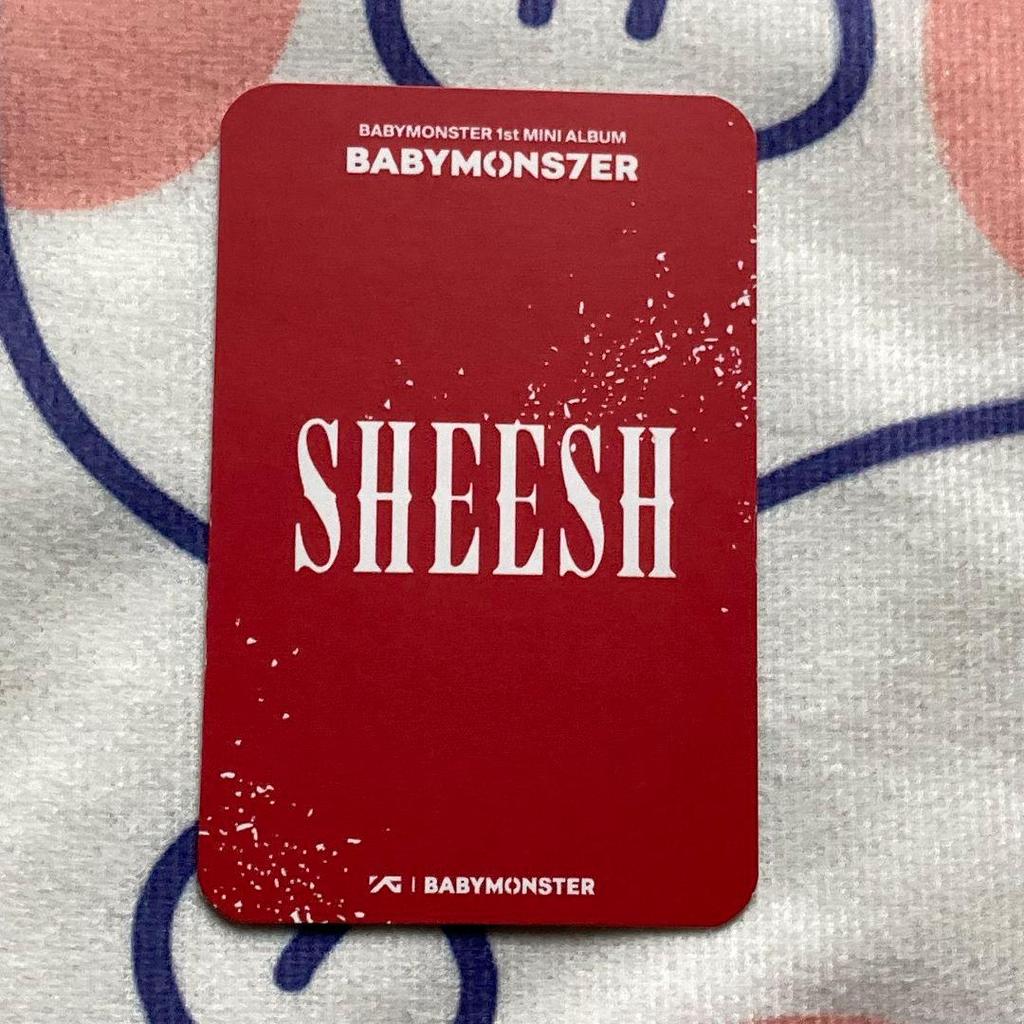 BABYMONSTER 1st MINI ALBUM
BABYMONS7ER
SHEESH
YG | BABYMONSTER